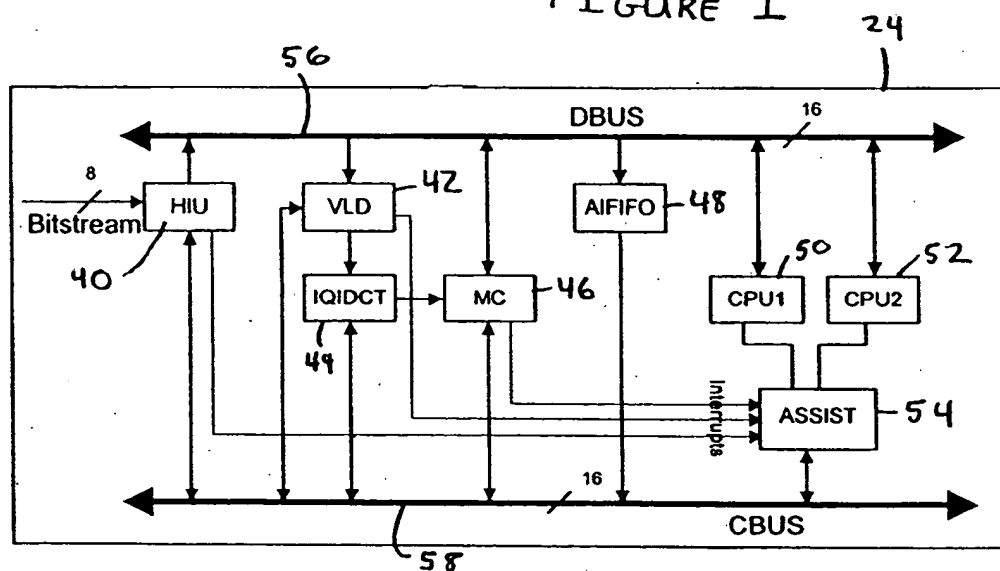 FIGURE 1
24
56
DBUS
16
8
Bitstream
HIU
40
VLD
42
AIFIFO
48
IQIDCT
44
MC
46
50
CPU1
52
CPU2
Interrupts
ASSIST
54
16
CBUS
58